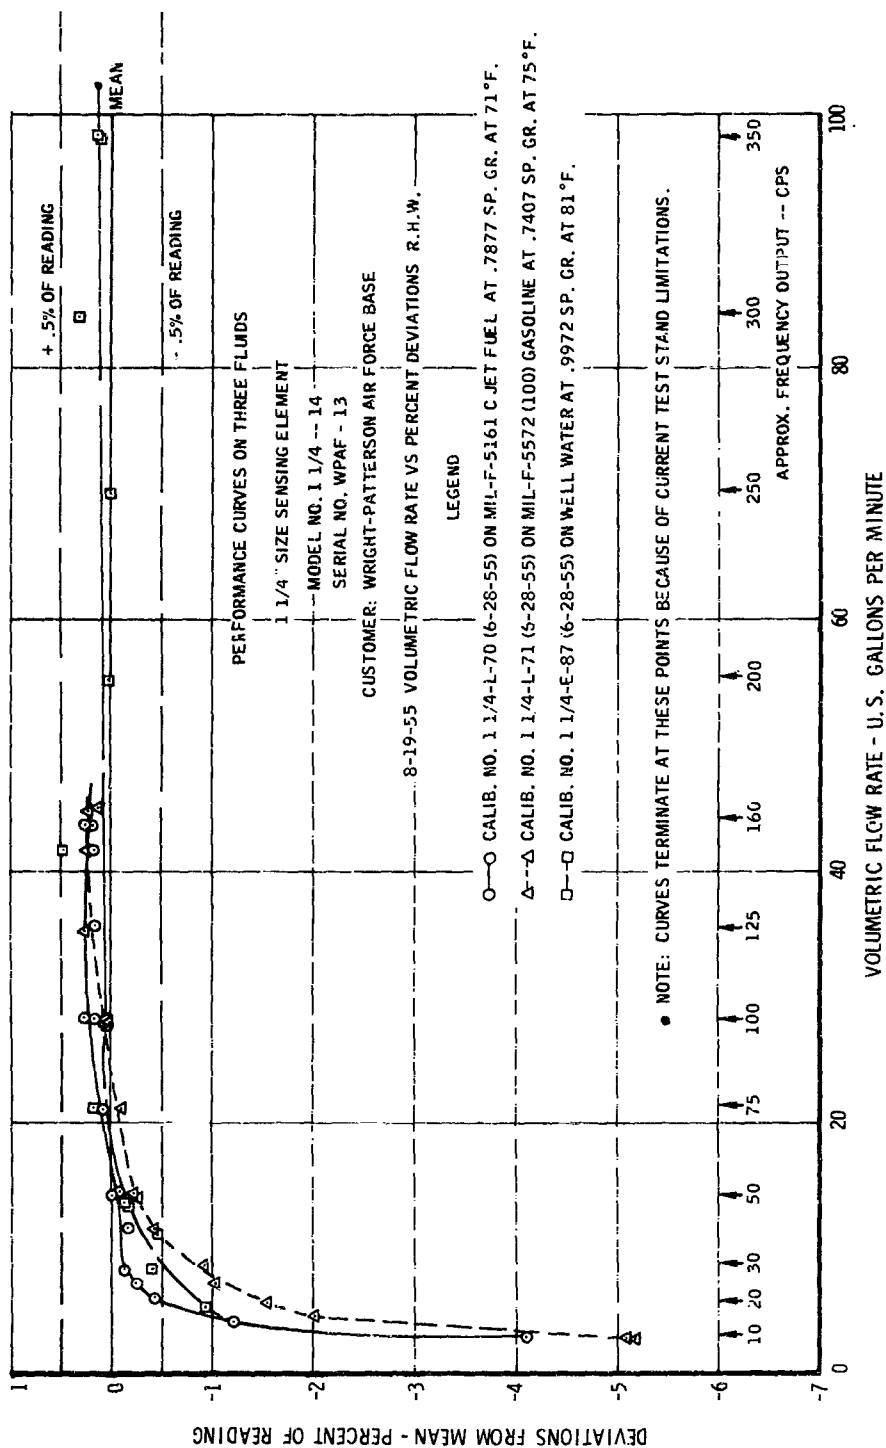 + .5% OF READING
- .5% OF READING
MEAN
PERFORMANCE CURVES ON THREE FLUIDS
1 1/4" SIZE SENSING ELEMENT
MODEL NO. 1 1/4 -- 14
SERIAL NO. WPAF - 13
CUSTOMER: WRIGHT-PATTERSON AIR FORCE BASE
8-19-55 VOLUMETRIC FLOW RATE VS PERCENT DEVIATIONS R.H.W.
LEGEND
CALIB. NO. 1 1/4-L-70 (6-28-55) ON MIL-F-5161 C JET FUEL AT .7877 SP. GR. AT 71°F.
CALIB. NO. 1 1/4-L-71 (5-28-55) ON MIL-F-5572 (100) GASOLINE AT .7407 SP. GR. AT 75°F.
CALIB. NO. 1 1/4-E-87 (6-28-55) ON WELL WATER AT .9972 SP. GR. AT 81°F.
• NOTE: CURVES TERMINATE AT THESE POINTS BECAUSE OF CURRENT TEST STAND LIMITATIONS.
10 20 30 50 75 100 125 160 200 250 300 350
APPROX. FREQUENCY OUTPUT -- CPS
1
0
-1
-2
-3
-4
-5
-6
-7
DEVIATIONS FROM MEAN - PERCENT OF READING
0 20 40 60 80 100
VOLUMETRIC FLOW RATE - U.S. GALLONS PER MINUTE